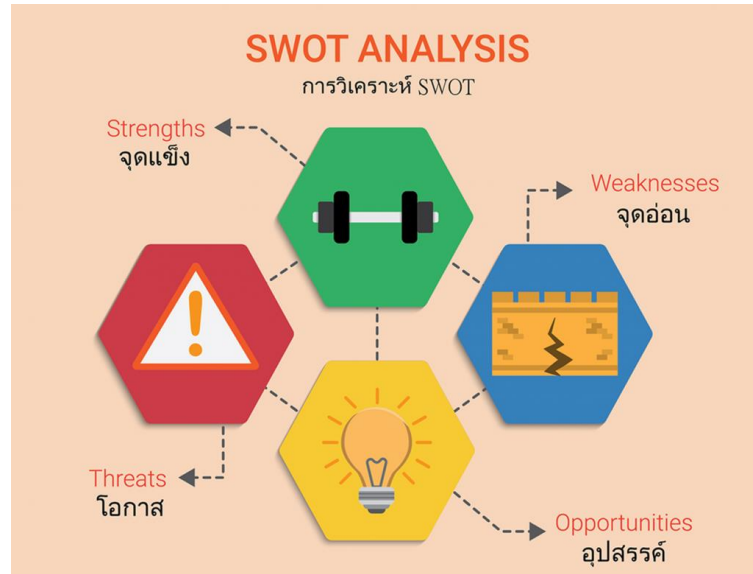 SWOT ANALYSIS
การวิเคราะห์ SWOT
Strengths
จุดแข็ง
Weaknesses
จุดอ่อน
Threats
โอกาส
Opportunities
อุปสรรค์